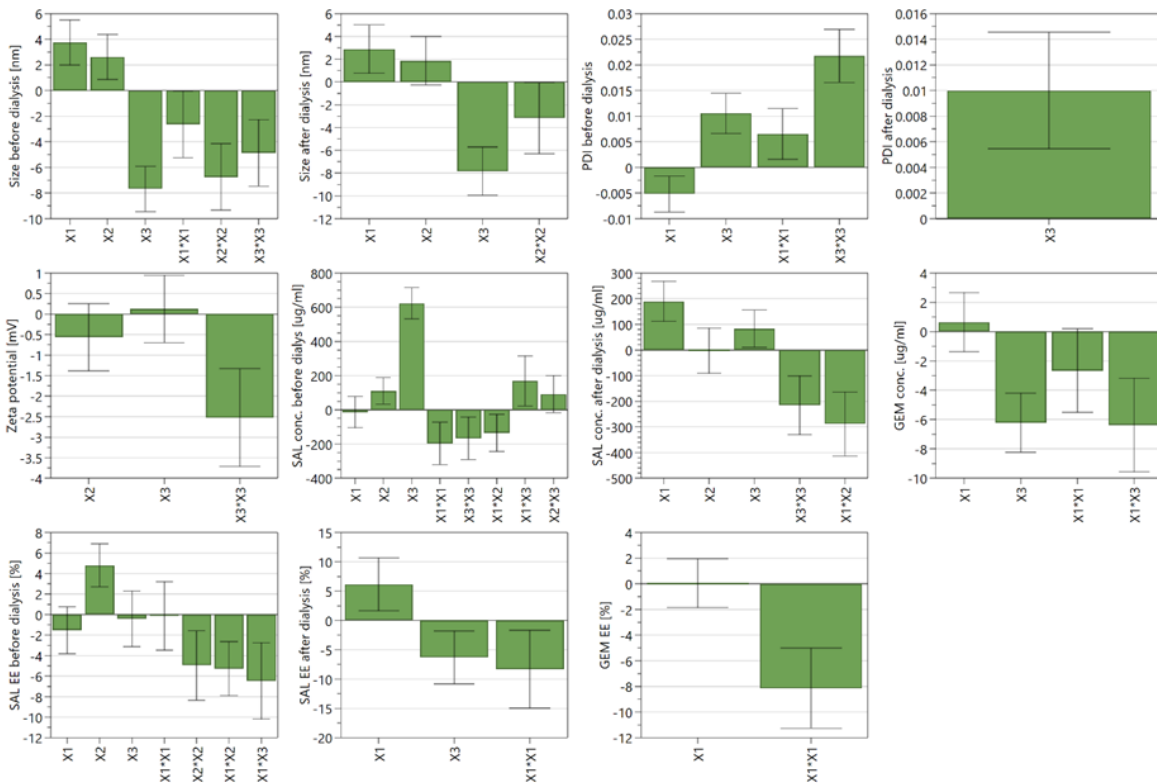 Size before dialysis [nm]
6
4
2
0
-2
-4
-6
-8
-10
X1
X2
X3
X1*X1
X2*X2
X3*X3
Size after dialysis [nm]
6
4
2
0
-2
-4
-6
-8
-10
-12
X1
X2
X3
X2*X2
PDI before dialysis
0.03
0.025
0.02
0.015
0.01
0.005
0
-0.005
-0.01
X1
X3
X1*X1
X3*X3
PDI after dialysis
0.016
0.014
0.012
0.01
0.008
0.006
0.004
0.002
0
X3
Zeta potential [mV]
1
0.5
0
-0.5
-1
-1.5
-2
-2.5
-3
-3.5
-4
X2
X3
X3*X3
SAL conc. before dialys [ug/ml]
800
600
400
200
0
-200
-400
X1
X2
X3
X1*X1
X3*X3
X1*X2
X1*X3
X2*X3
SAL conc. after dialysis [ug/ml]
300
200
100
0
-100
-200
-300
-400
-500
X1
X2
X3
X3*X3
X1*X2
GEM conc. [ug/ml]
4
2
0
-2
-4
-6
-8
-10
X1
X3
X1*X1
X1*X3
SAL EE before dialysis [%]
8
6
4
2
0
-2
-4
-6
-8
-10
-12
X1
X2
X3
X1*X1
X2*X2
X1*X2
X1*X3
SAL EE after dialysis [%]
15
10
5
0
-5
-10
-15
-20
X1
X3
X1*X1
GEM EE [%]
4
2
0
-2
-4
-6
-8
-10
-12
X1
X1*X1